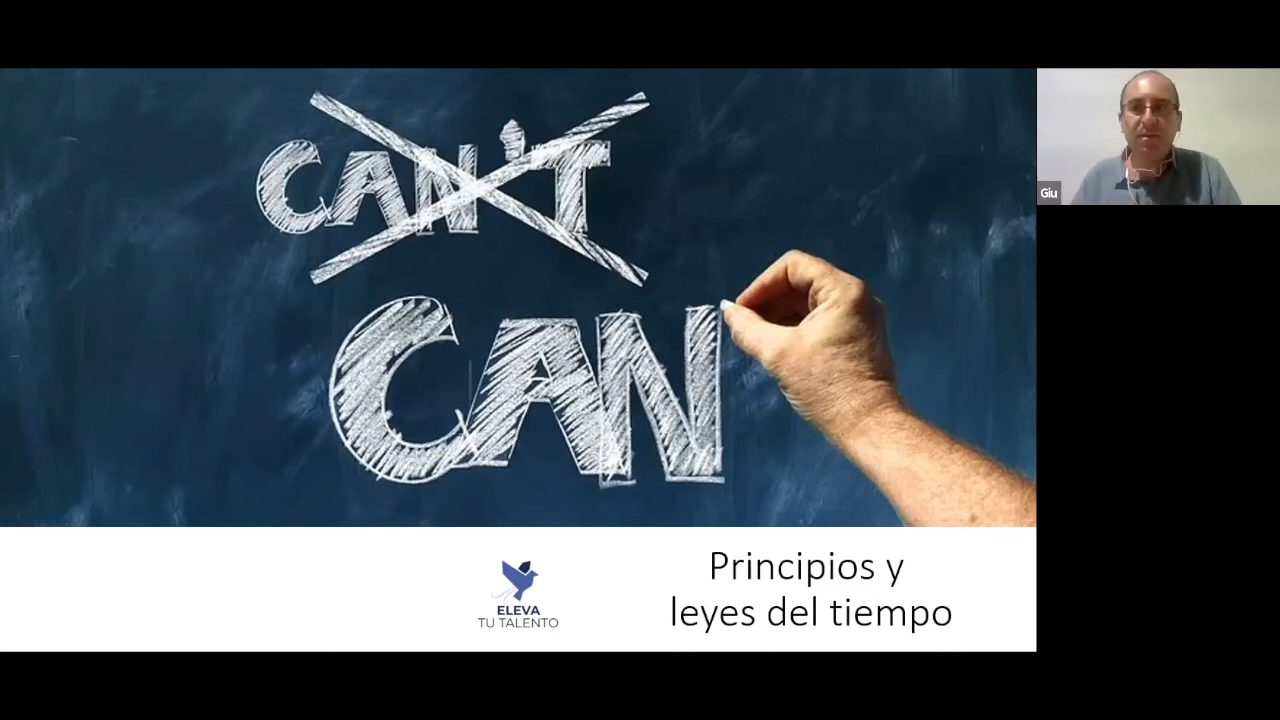 CAN'T
CAN
Giu
ELEVA
TU TALENTO
Principios y
leyes del tiempo